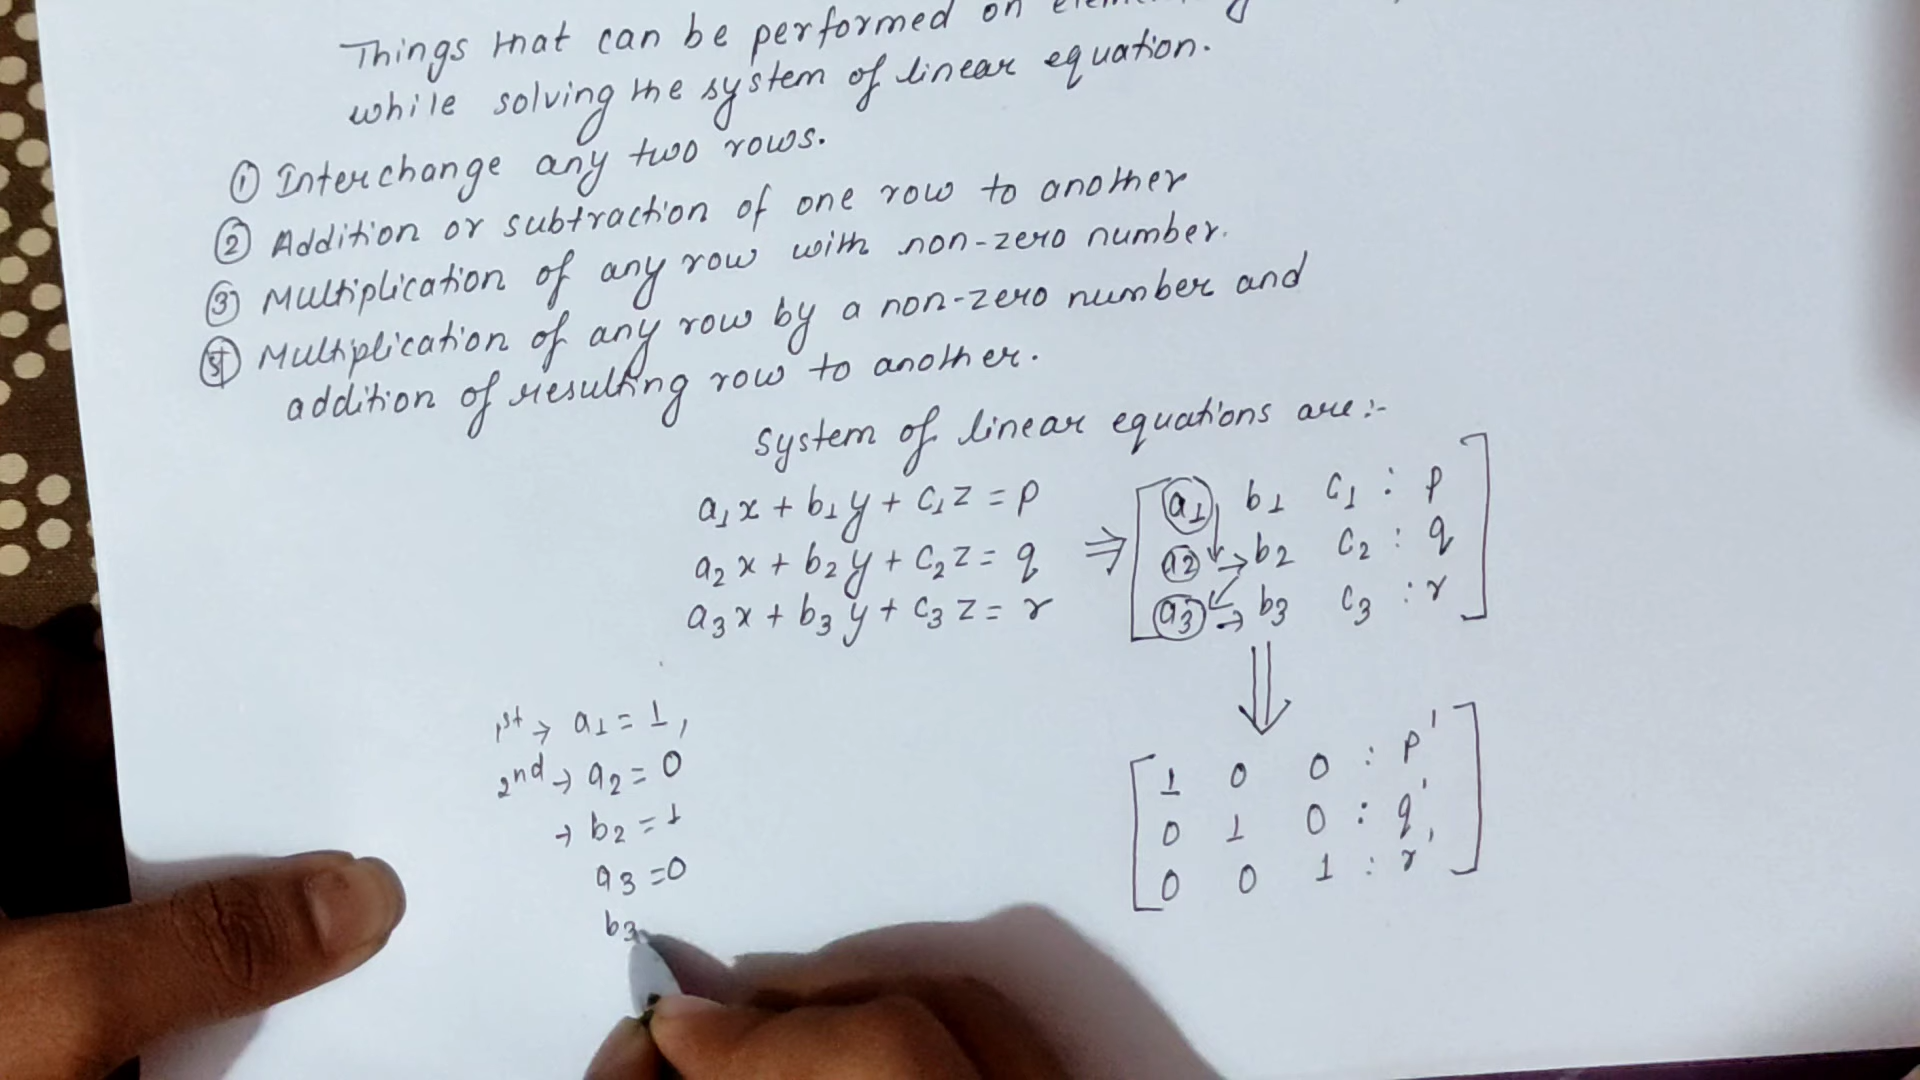 Things that can be performed on
while solving the system of linear equation.
① Interchange any two rows.
② Addition or subtraction of one row to another
③ Multiplication of any row with non-zero number.
Multiplication of any row by a non-zero number and
addition of resulting row to another.
System of linear equations are :-
a₁x + b₁y + c₁z = p ⇒ [ a₁ b₁ c₁ : p ]
a₂x + b₂y + c₂z = q a₂ → b₂ c₂ : q
a₃x + b₃y + c₃z = r a₃ → b₃ c₃ : r
1st → a₁ = 1,
2nd → a₂ = 0
→ b₂ = 1
a₃ = 0
b₃
[ 1 0 0 : p' ]
0 1 0 : q'
0 0 1 : r'